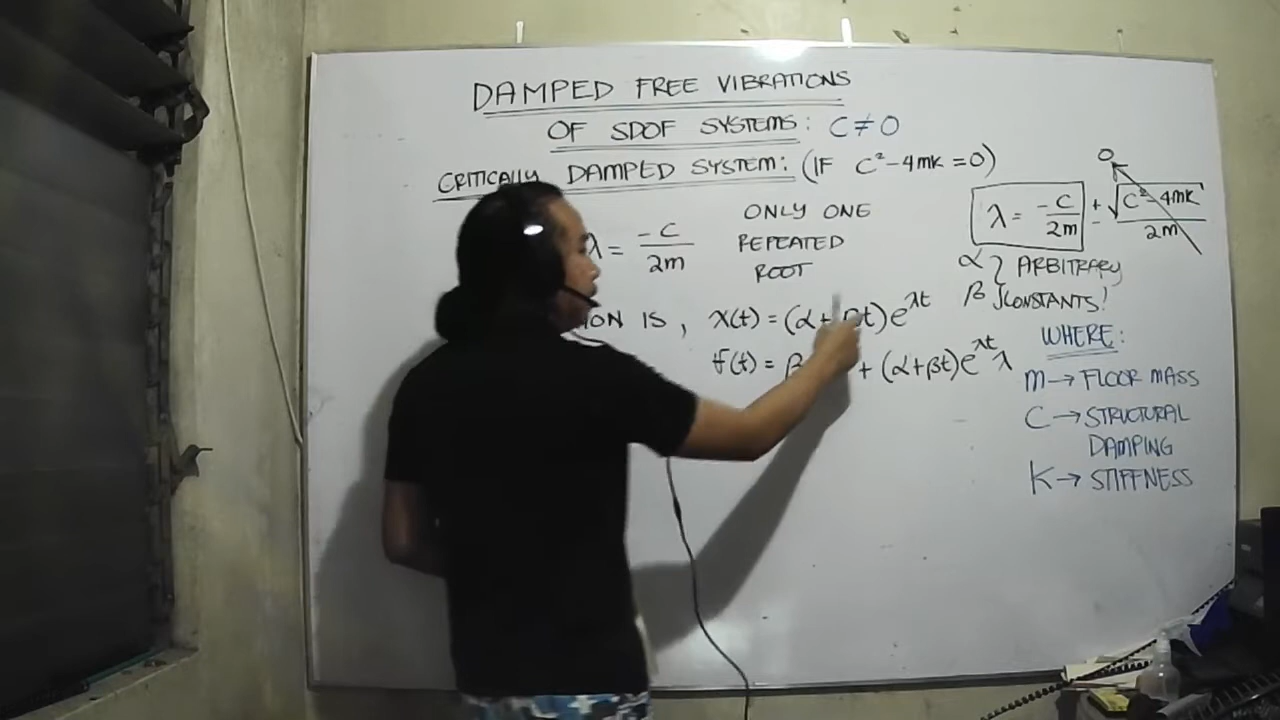 DAMPED FREE VIBRATIONS
OF SDOF SYSTEMS: C≠0
CRITICALLY DAMPED SYSTEM: (IF C²-4mk=0)
λ = -C/2m
ONLY ONE
REPEATED
ROOT
λ = -C/2m ± √C²-4mk/2m
0
α } ARBITRARY
β } CONSTANTS!
IS, x(t) = (α+βt)e^λt
(t) = β + (α+βt)e^λt λ
WHERE:
m→FLOOR MASS
C→STRUCTURAL
DAMPING
K→STIFFNESS